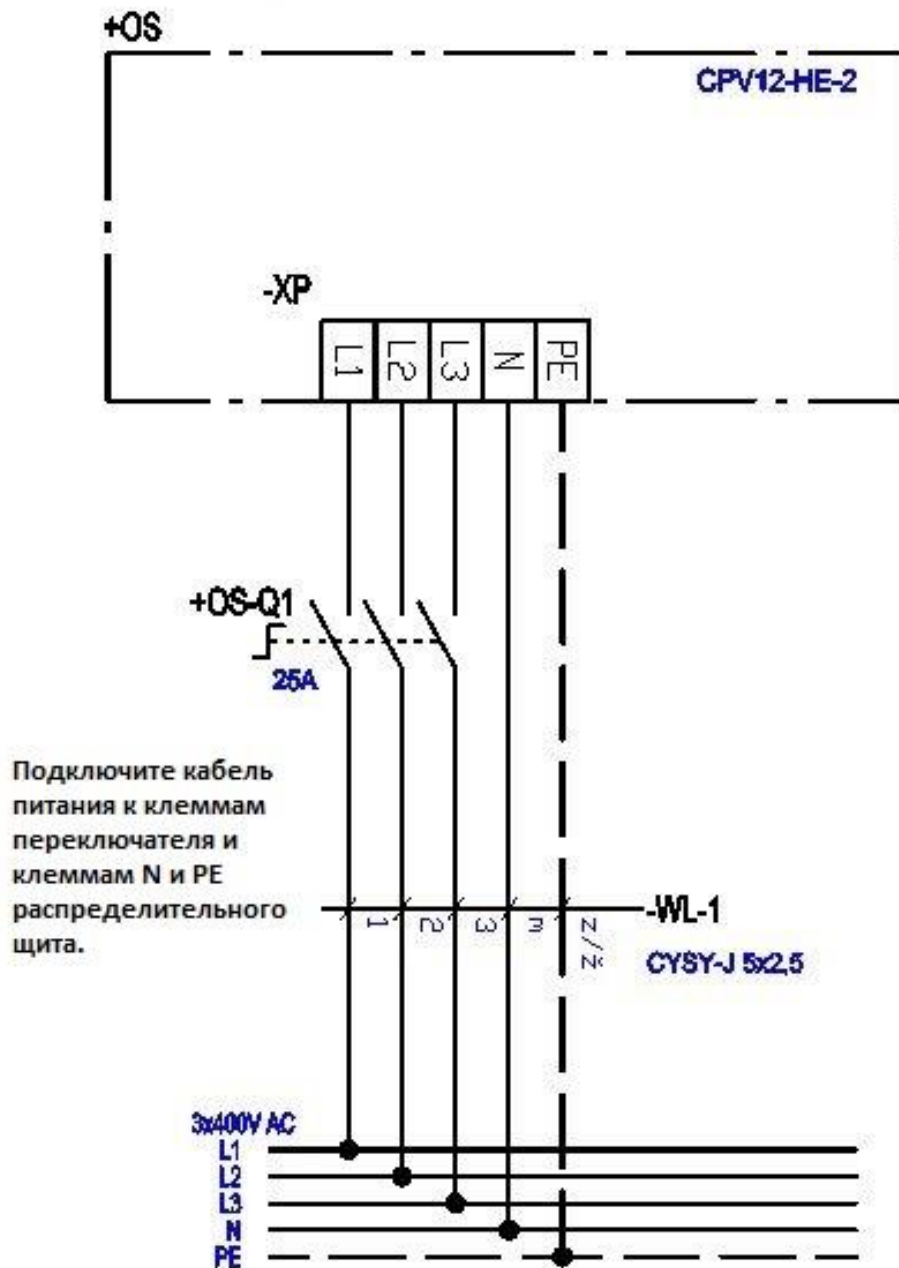 +OS
CPV12-HE-2
-XP
L1 L2 L3 N PE
+OS-Q1
25A
Подключите кабель
питания к клеммам
переключателя и
клеммам N и PE
распределительного
щита.
1 2 3 m z/ž
-WL-1
CYSY-J 5x2,5
3x400V AC
L1
L2
L3
N
PE